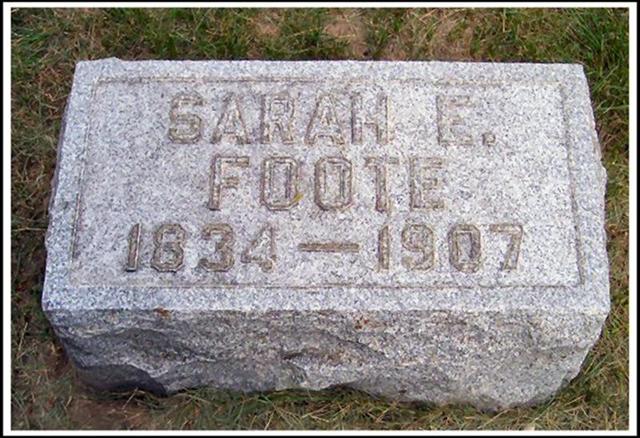 SARAH E.
FOOTE
1834 — 1907